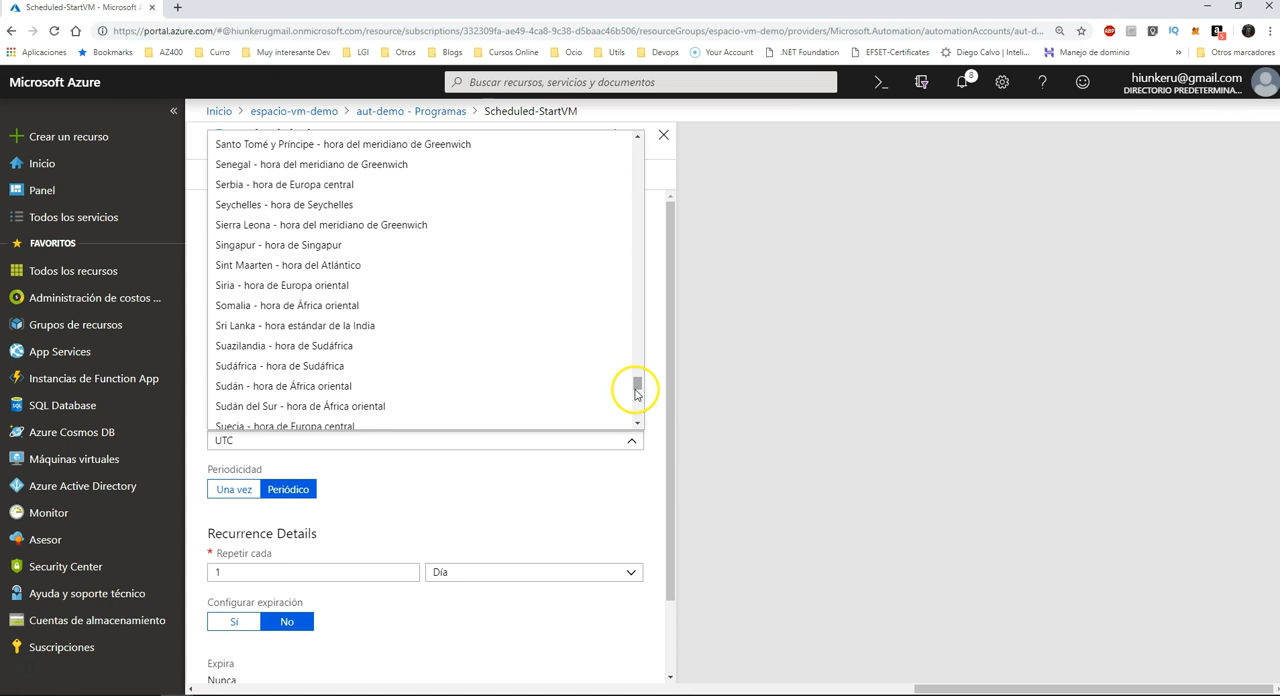 Scheduled-StartVM - Microsoft A
https://portal.azure.com/#@hiunkerugmail.onmicrosoft.com/resource/subscriptions/332309fa-ae49-4ca8-9c38-d5baac46b506/resourceGroups/espacio-vm-demo/providers/Microsoft.Automation/automationAccounts/aut-d...
Aplicaciones
Bookmarks
AZ400
Curro
Muy interesante Dev
LGI
Otros
Blogs
Cursos Online
Ocio
Utils
Devops
Your Account
.NET Foundation
EFSET-Certificates
Diego Calvo | Inteli...
Manejo de dominio
»
Otros marcadores
Microsoft Azure
Buscar recursos, servicios y documentos
8
hiunkeru@gmail.com
DIRECTORIO PREDETERMINA...
«
Inicio > espacio-vm-demo > aut-demo - Programas > Scheduled-StartVM
Crear un recurso
Inicio
Panel
Todos los servicios
FAVORITOS
Todos los recursos
Administración de costos ...
Grupos de recursos
App Services
Instancias de Function App
SQL Database
Azure Cosmos DB
Máquinas virtuales
Azure Active Directory
Monitor
Asesor
Security Center
Ayuda y soporte técnico
Cuentas de almacenamiento
Suscripciones
Santo Tomé y Príncipe - hora del meridiano de Greenwich
Senegal - hora del meridiano de Greenwich
Serbia - hora de Europa central
Seychelles - hora de Seychelles
Sierra Leona - hora del meridiano de Greenwich
Singapur - hora de Singapur
Sint Maarten - hora del Atlántico
Siria - hora de Europa oriental
Somalia - hora de África oriental
Sri Lanka - hora estándar de la India
Suazilandia - hora de Sudáfrica
Sudáfrica - hora de Sudáfrica
Sudán - hora de África oriental
Sudán del Sur - hora de África oriental
Suecia - hora de Europa central
UTC
Periodicidad
Una vez
Periódico
Recurrence Details
* Repetir cada
1
Día
Configurar expiración
Sí
No
Expira
Nunca